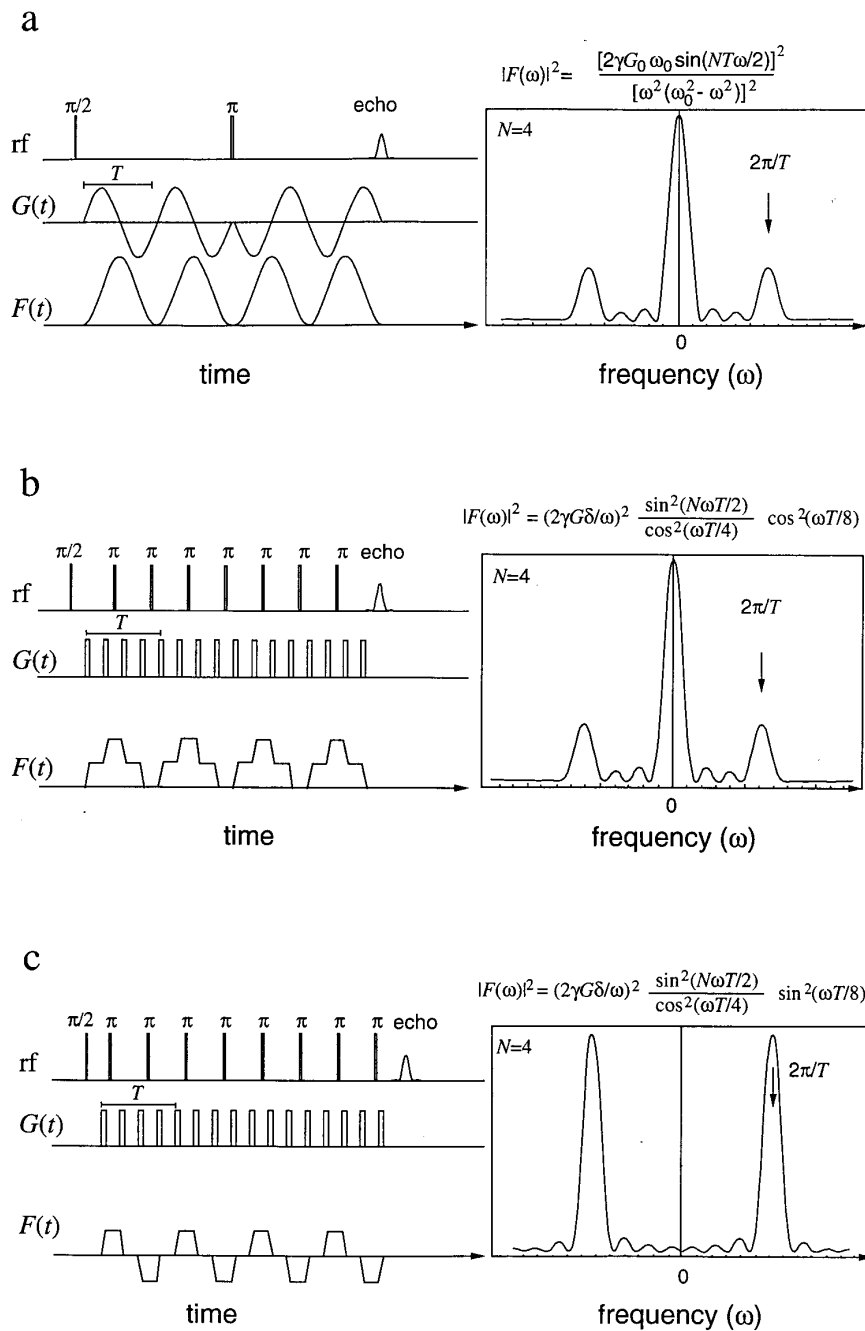 a
|F(ω)|² = [2γG₀ ω₀ sin(NTω/2)]² / [ω² (ω₀² - ω²)]²
π/2 π echo
rf
N=4
T
2π/T
G(t)
F(t)
0
time
frequency (ω)
b
|F(ω)|² = (2γGδ/ω)² sin²(NωT/2) / cos²(ωT/4) cos²(ωT/8)
π/2 π π π π π π π echo
rf
N=4
T
2π/T
G(t)
F(t)
0
time
frequency (ω)
c
|F(ω)|² = (2γGδ/ω)² sin²(NωT/2) / cos²(ωT/4) sin²(ωT/8)
π/2 π π π π π π π π echo
rf
N=4
2π/T
T
G(t)
F(t)
0
time
frequency (ω)